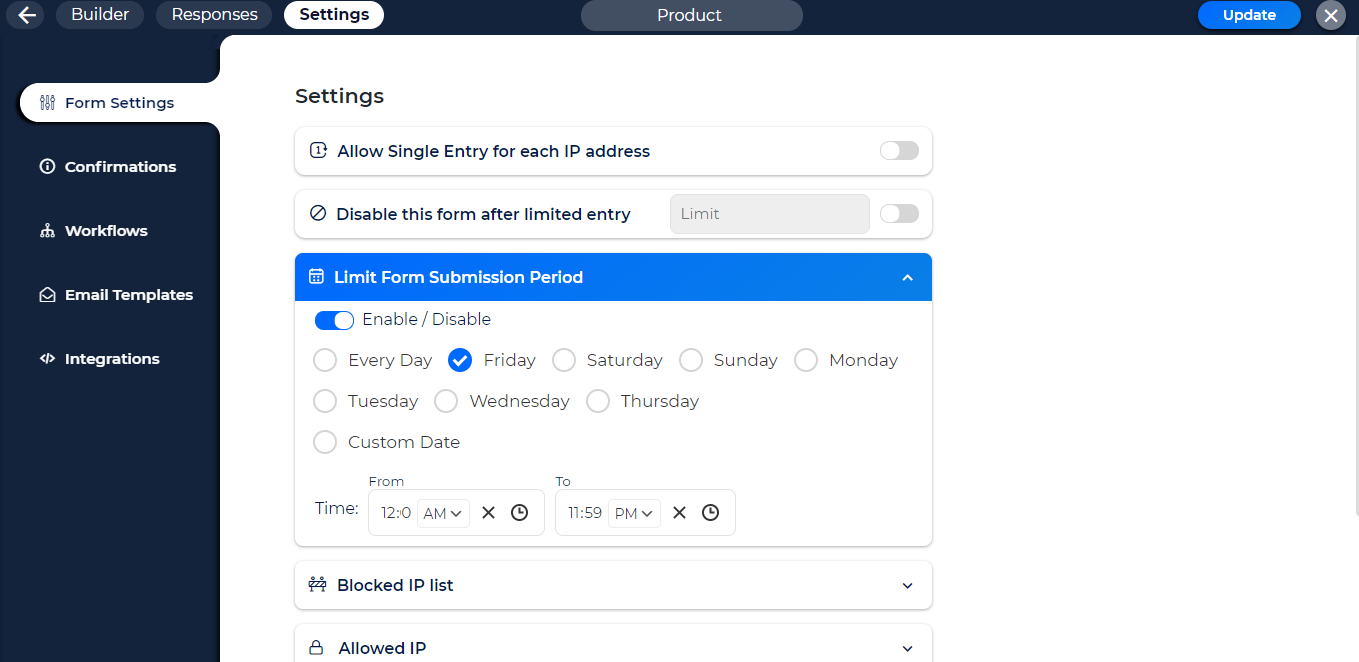 Builder Responses Settings Product Update
Form Settings
Confirmations
Workflows
Email Templates
Integrations
Settings
1 Allow Single Entry for each IP address
Disable this form after limited entry Limit
Limit Form Submission Period
Enable / Disable
Every Day Friday Saturday Sunday Monday
Tuesday Wednesday Thursday
Custom Date
From To
Time: 12:0 AM 11:59 PM
Blocked IP list
Allowed IP